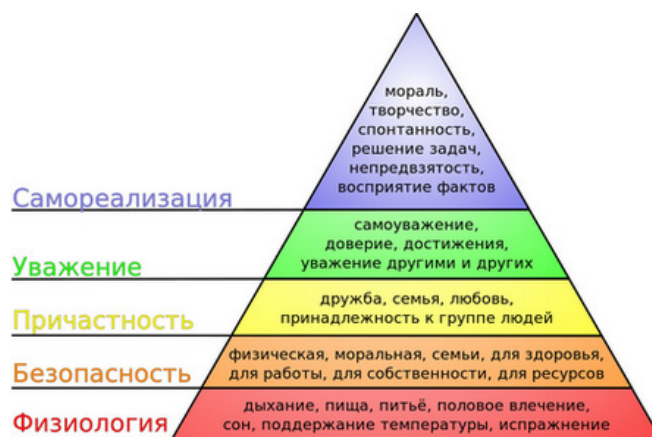 мораль,
творчество,
спонтанность,
решение задач,
непредвзятость,
восприятие фактов
Самореализация
самоуважение,
доверие, достижения,
уважение другими и других
Уважение
дружба, семья, любовь,
принадлежность к группе людей
Причастность
физическая, моральная, семьи, для здоровья,
для работы, для собственности, для ресурсов
Безопасность
дыхание, пища, питьё, половое влечение,
сон, поддержание температуры, испражнение
Физиология